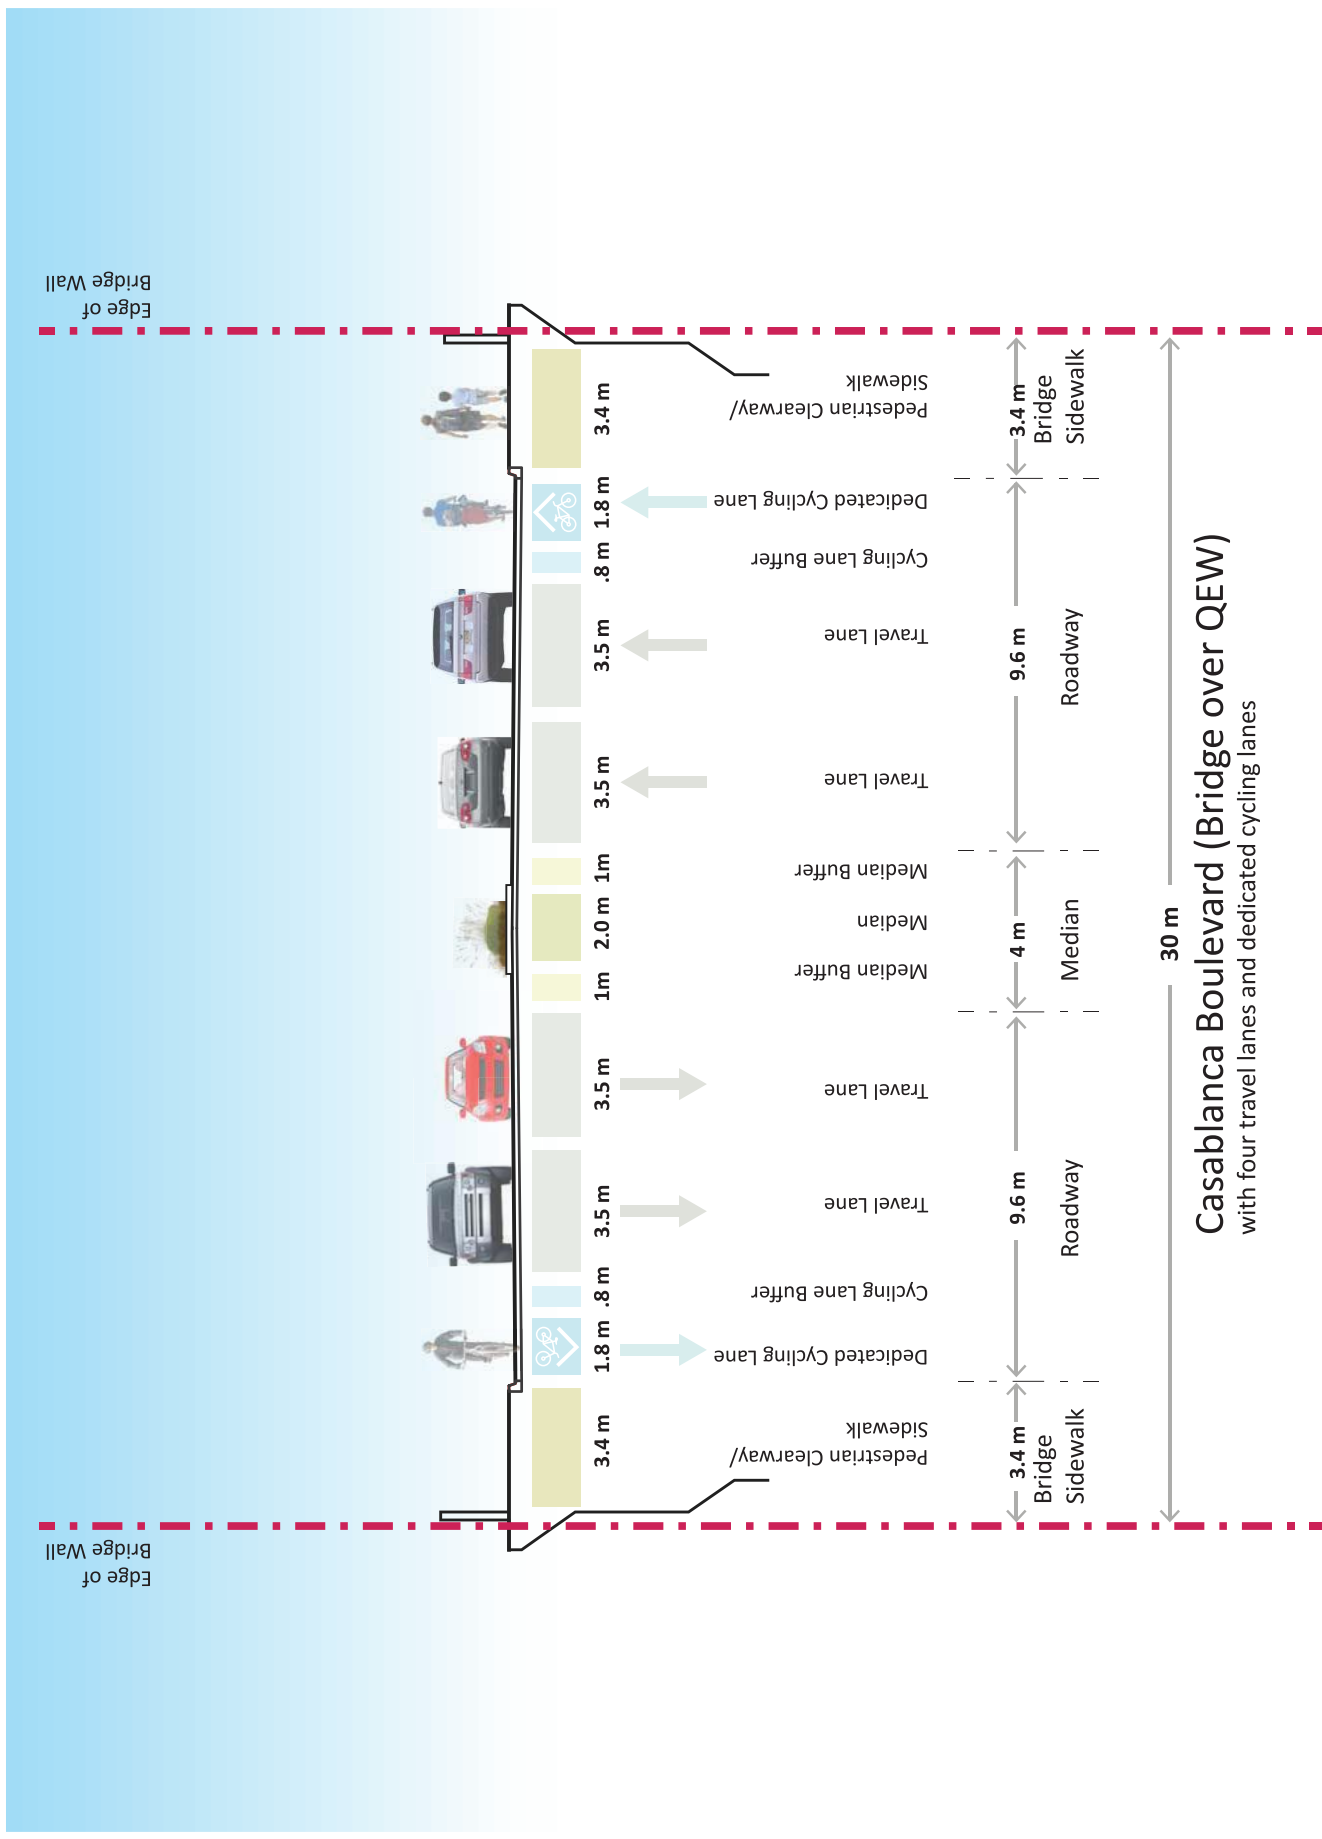 Edge of
Bridge Wall
Edge of
Bridge Wall
3.4 m
1.8 m
.8 m
3.5 m
3.5 m
1m
2.0 m
1m
3.5 m
3.5 m
.8 m
1.8 m
3.4 m
Pedestrian Clearway/
Sidewalk
Dedicated Cycling Lane
Cycling Lane Buffer
Travel Lane
Travel Lane
Median Buffer
Median
Median Buffer
Travel Lane
Travel Lane
Cycling Lane Buffer
Dedicated Cycling Lane
Pedestrian Clearway/
Sidewalk
3.4 m
Bridge
Sidewalk
9.6 m
Roadway
4 m
Median
9.6 m
Roadway
3.4 m
Bridge
Sidewalk
30 m
Casablanca Boulevard (Bridge over QEW)
with four travel lanes and dedicated cycling lanes